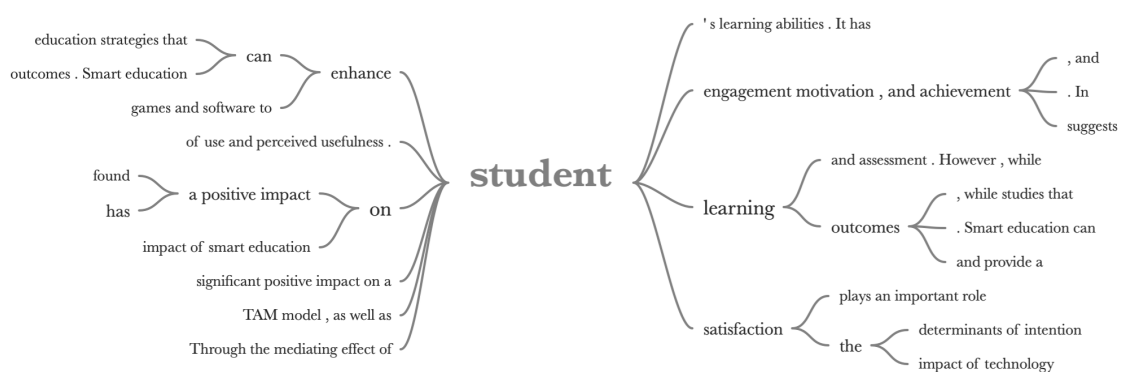 education strategies that
outcomes . Smart education
can
games and software to
enhance
of use and perceived usefulness .
found
has
a positive impact
impact of smart education
on
significant positive impact on a
TAM model , as well as
Through the mediating effect of
student
' s learning abilities . It has
engagement motivation , and achievement
, and
. In
suggests
learning
and assessment . However , while
outcomes
, while studies that
. Smart education can
and provide a
satisfaction
plays an important role
the
determinants of intention
impact of technology